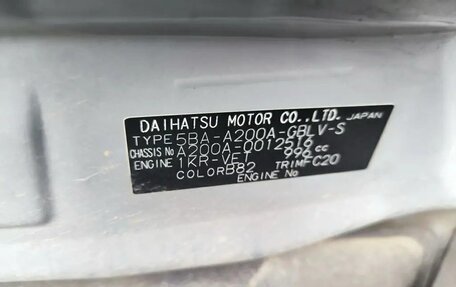 DAIHATSU MOTOR CO.,LTD. JAPAN
TYPE 5BA-A200A-GBLV-S
CHASSIS No A200A-0012516
ENGINE 1KR-VET 996 cc
COLOR B82 TRIM FC20
ENGINE No